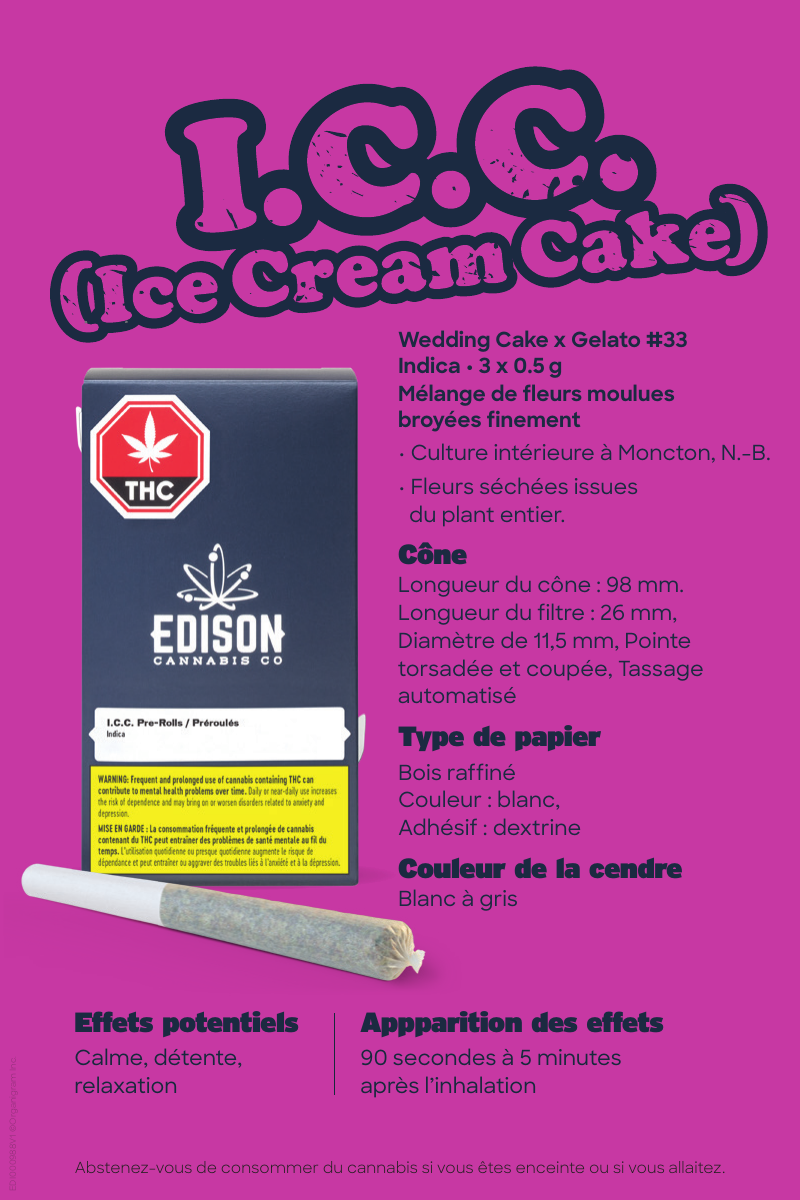 I.C.C.
(Ice Cream Cake)
Wedding Cake x Gelato #33
Indica • 3 x 0.5 g
Mélange de fleurs moulues
broyées finement
· Culture intérieure à Moncton, N.-B.
· Fleurs séchées issues
du plant entier.
Cône
Longueur du cône : 98 mm.
Longueur du filtre : 26 mm,
Diamètre de 11,5 mm, Pointe
torsadée et coupée, Tassage
automatisé
Type de papier
Bois raffiné
Couleur : blanc,
Adhésif : dextrine
Couleur de la cendre
Blanc à gris
THC
EDISON
CANNABIS CO
I.C.C. Pre-Rolls / Préroulés
Indica
WARNING: Frequent and prolonged use of cannabis containing THC can
contribute to mental health problems over time. Daily or near-daily use increases
the risk of dependence and may bring on or worsen disorders related to anxiety and
depression.
MISE EN GARDE : La consommation fréquente et prolongée de cannabis
contenant du THC peut entraîner des problèmes de santé mentale au fil du
temps. L'utilisation quotidienne ou presque quotidienne augmente le risque de
dépendance et peut entraîner ou aggraver des troubles liés à l'anxiété et à la dépression.
Effets potentiels
Calme, détente,
relaxation
Appparition des effets
90 secondes à 5 minutes
après l'inhalation
Abstenez-vous de consommer du cannabis si vous êtes enceinte ou si vous allaitez.
©Organigram Inc.